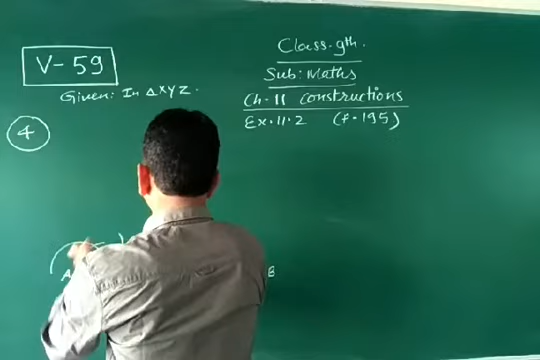 V-59
Class-9th.
Sub: Maths
Ch-11 constructions
Ex.11.2 (P.195)
Given: In ΔXYZ.
4
A
B